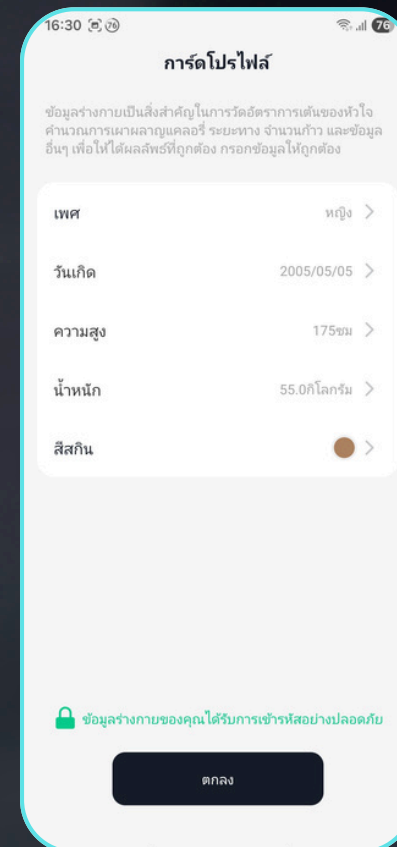 16:30 76 76
การ์ดโปรไฟล์
ข้อมูลร่างกายเป็นสิ่งสำคัญในการวัดอัตราการเต้นของหัวใจ
คำนวณการเผาผลาญแคลอรี่ ระยะทาง จำนวนก้าว และข้อมูล
อื่นๆ เพื่อให้ได้ผลลัพธ์ที่ถูกต้อง กรอกข้อมูลให้ถูกต้อง
เพศ หญิง
วันเกิด 2005/05/05
ความสูง 175ซม
น้ำหนัก 55.0กิโลกรัม
สีสกิน
ข้อมูลร่างกายของคุณได้รับการเข้ารหัสอย่างปลอดภัย
ตกลง